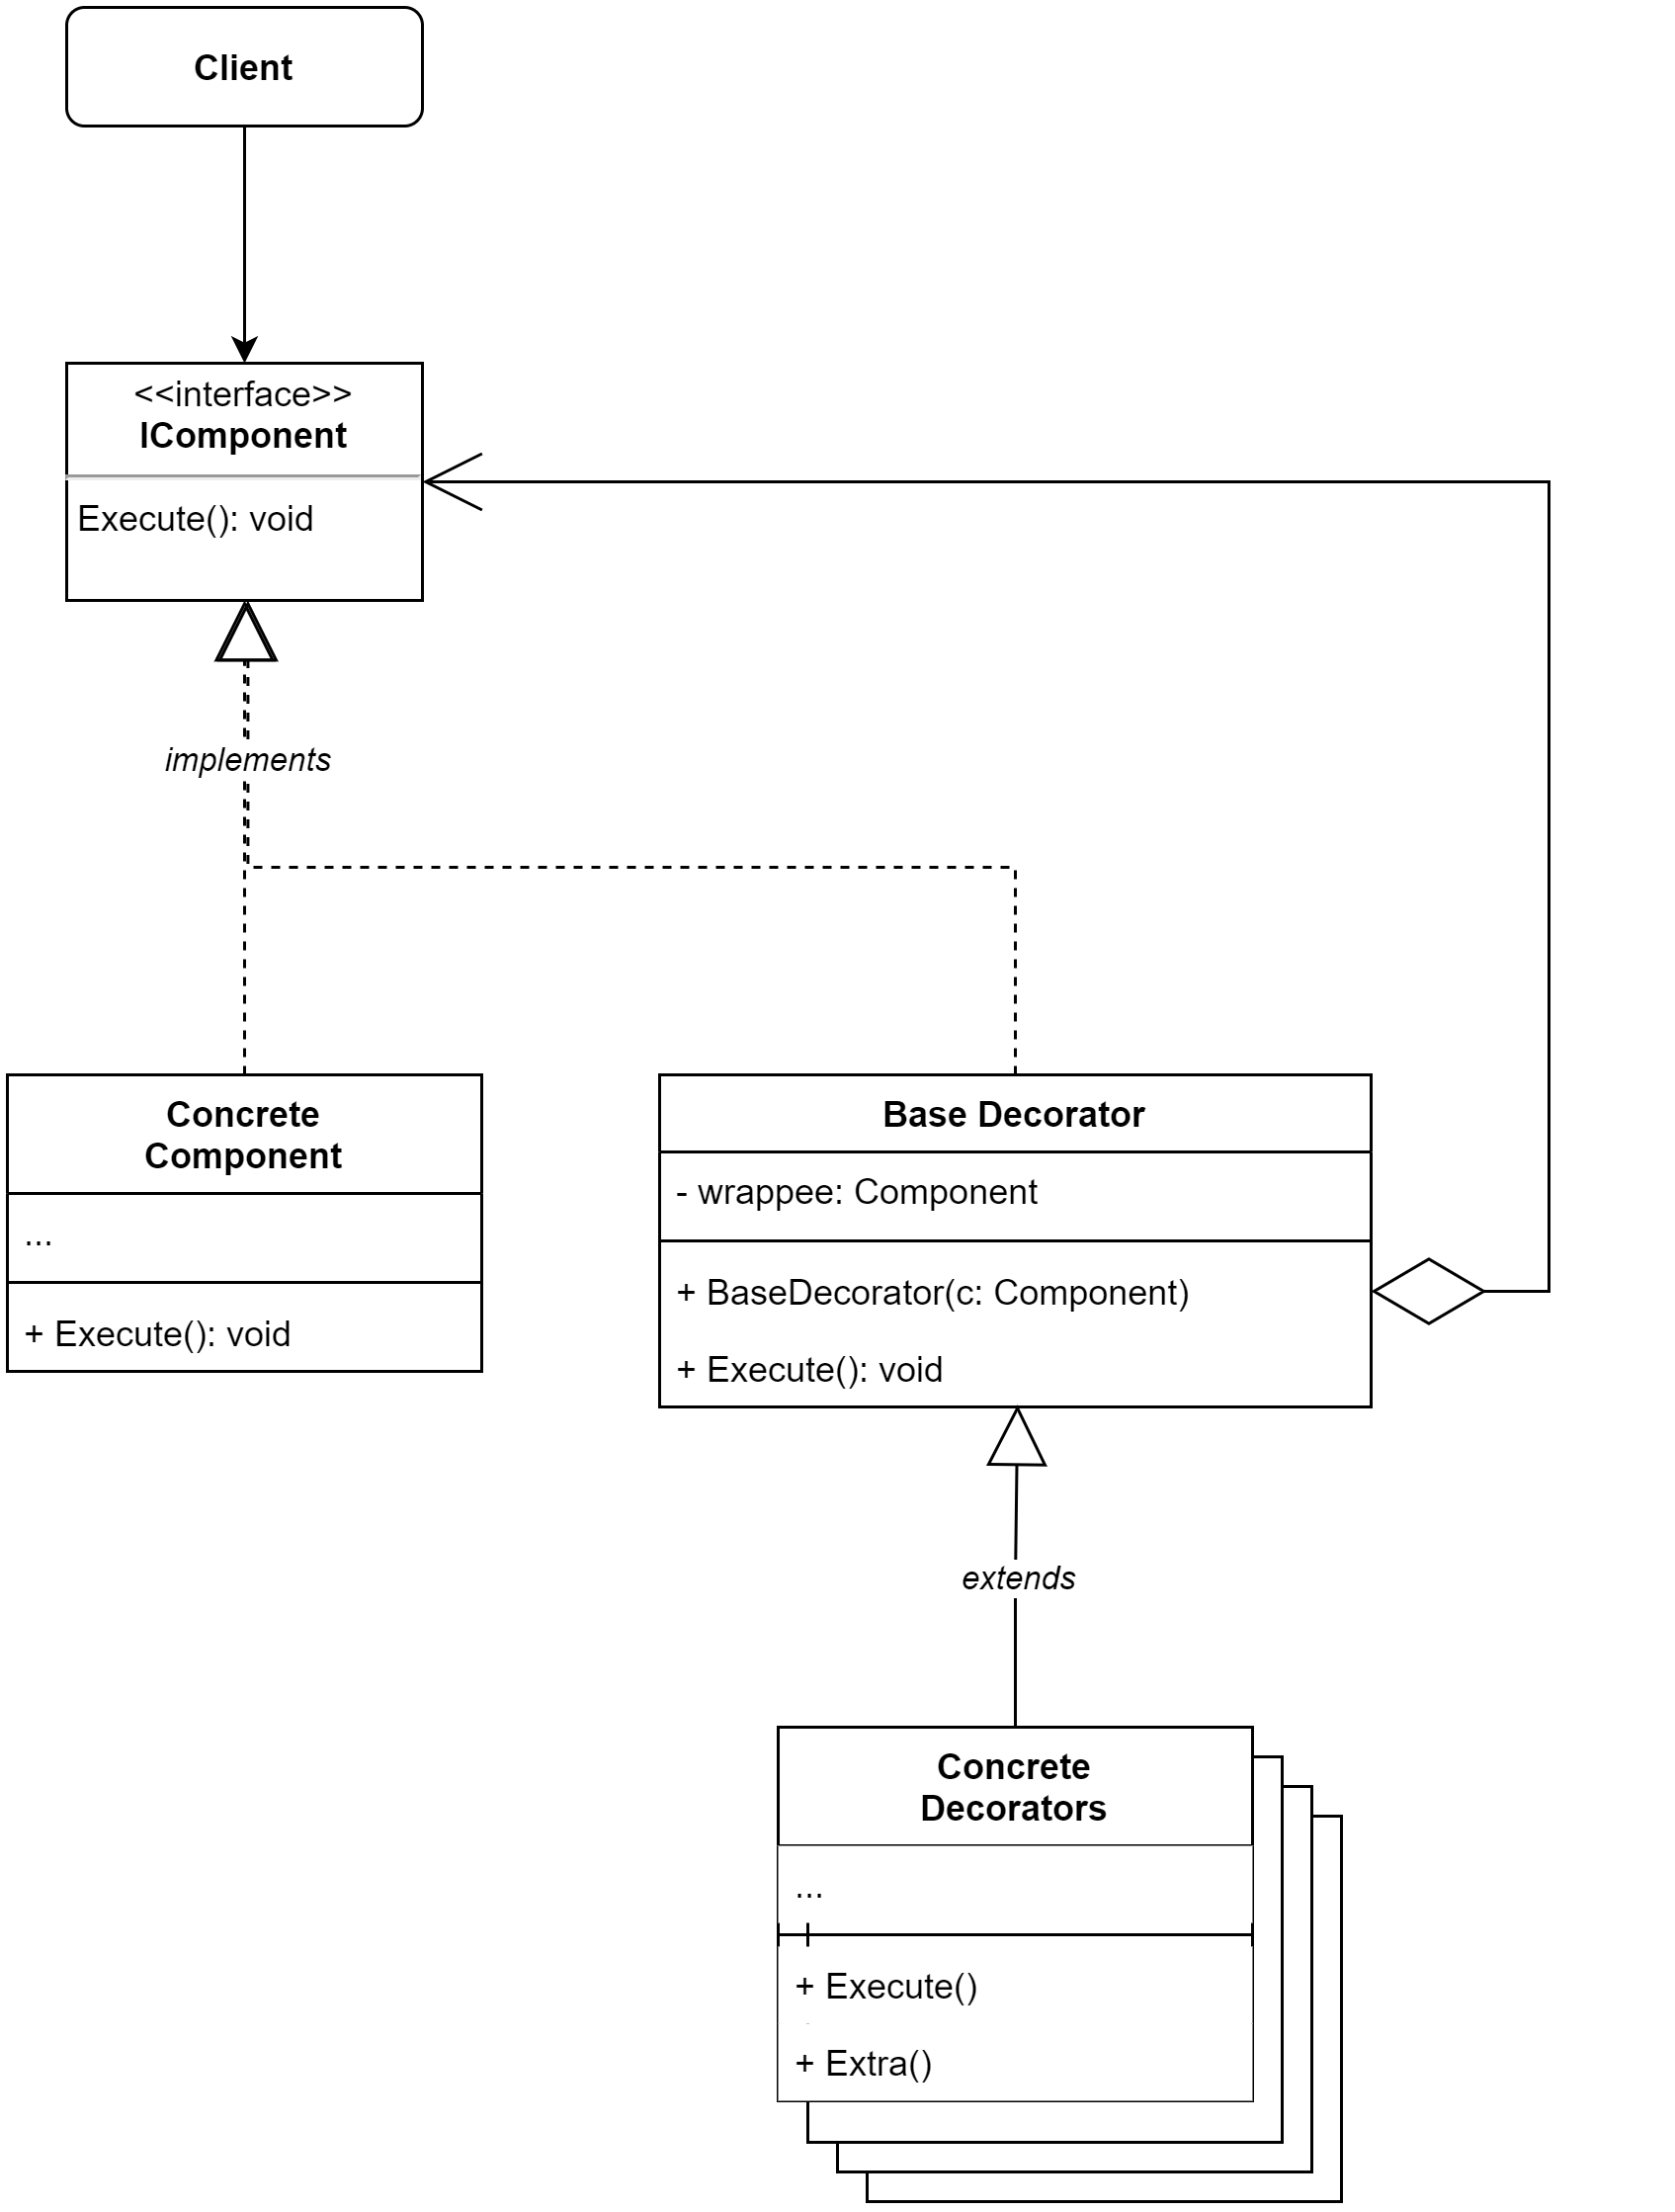 Client
<<interface>>
IComponent
Execute(): void
implements
Concrete
Component
...
+ Execute(): void
Base Decorator
- wrappee: Component
+ BaseDecorator(c: Component)
+ Execute(): void
extends
Concrete
Decorators
...
+ Execute()
+ Extra()